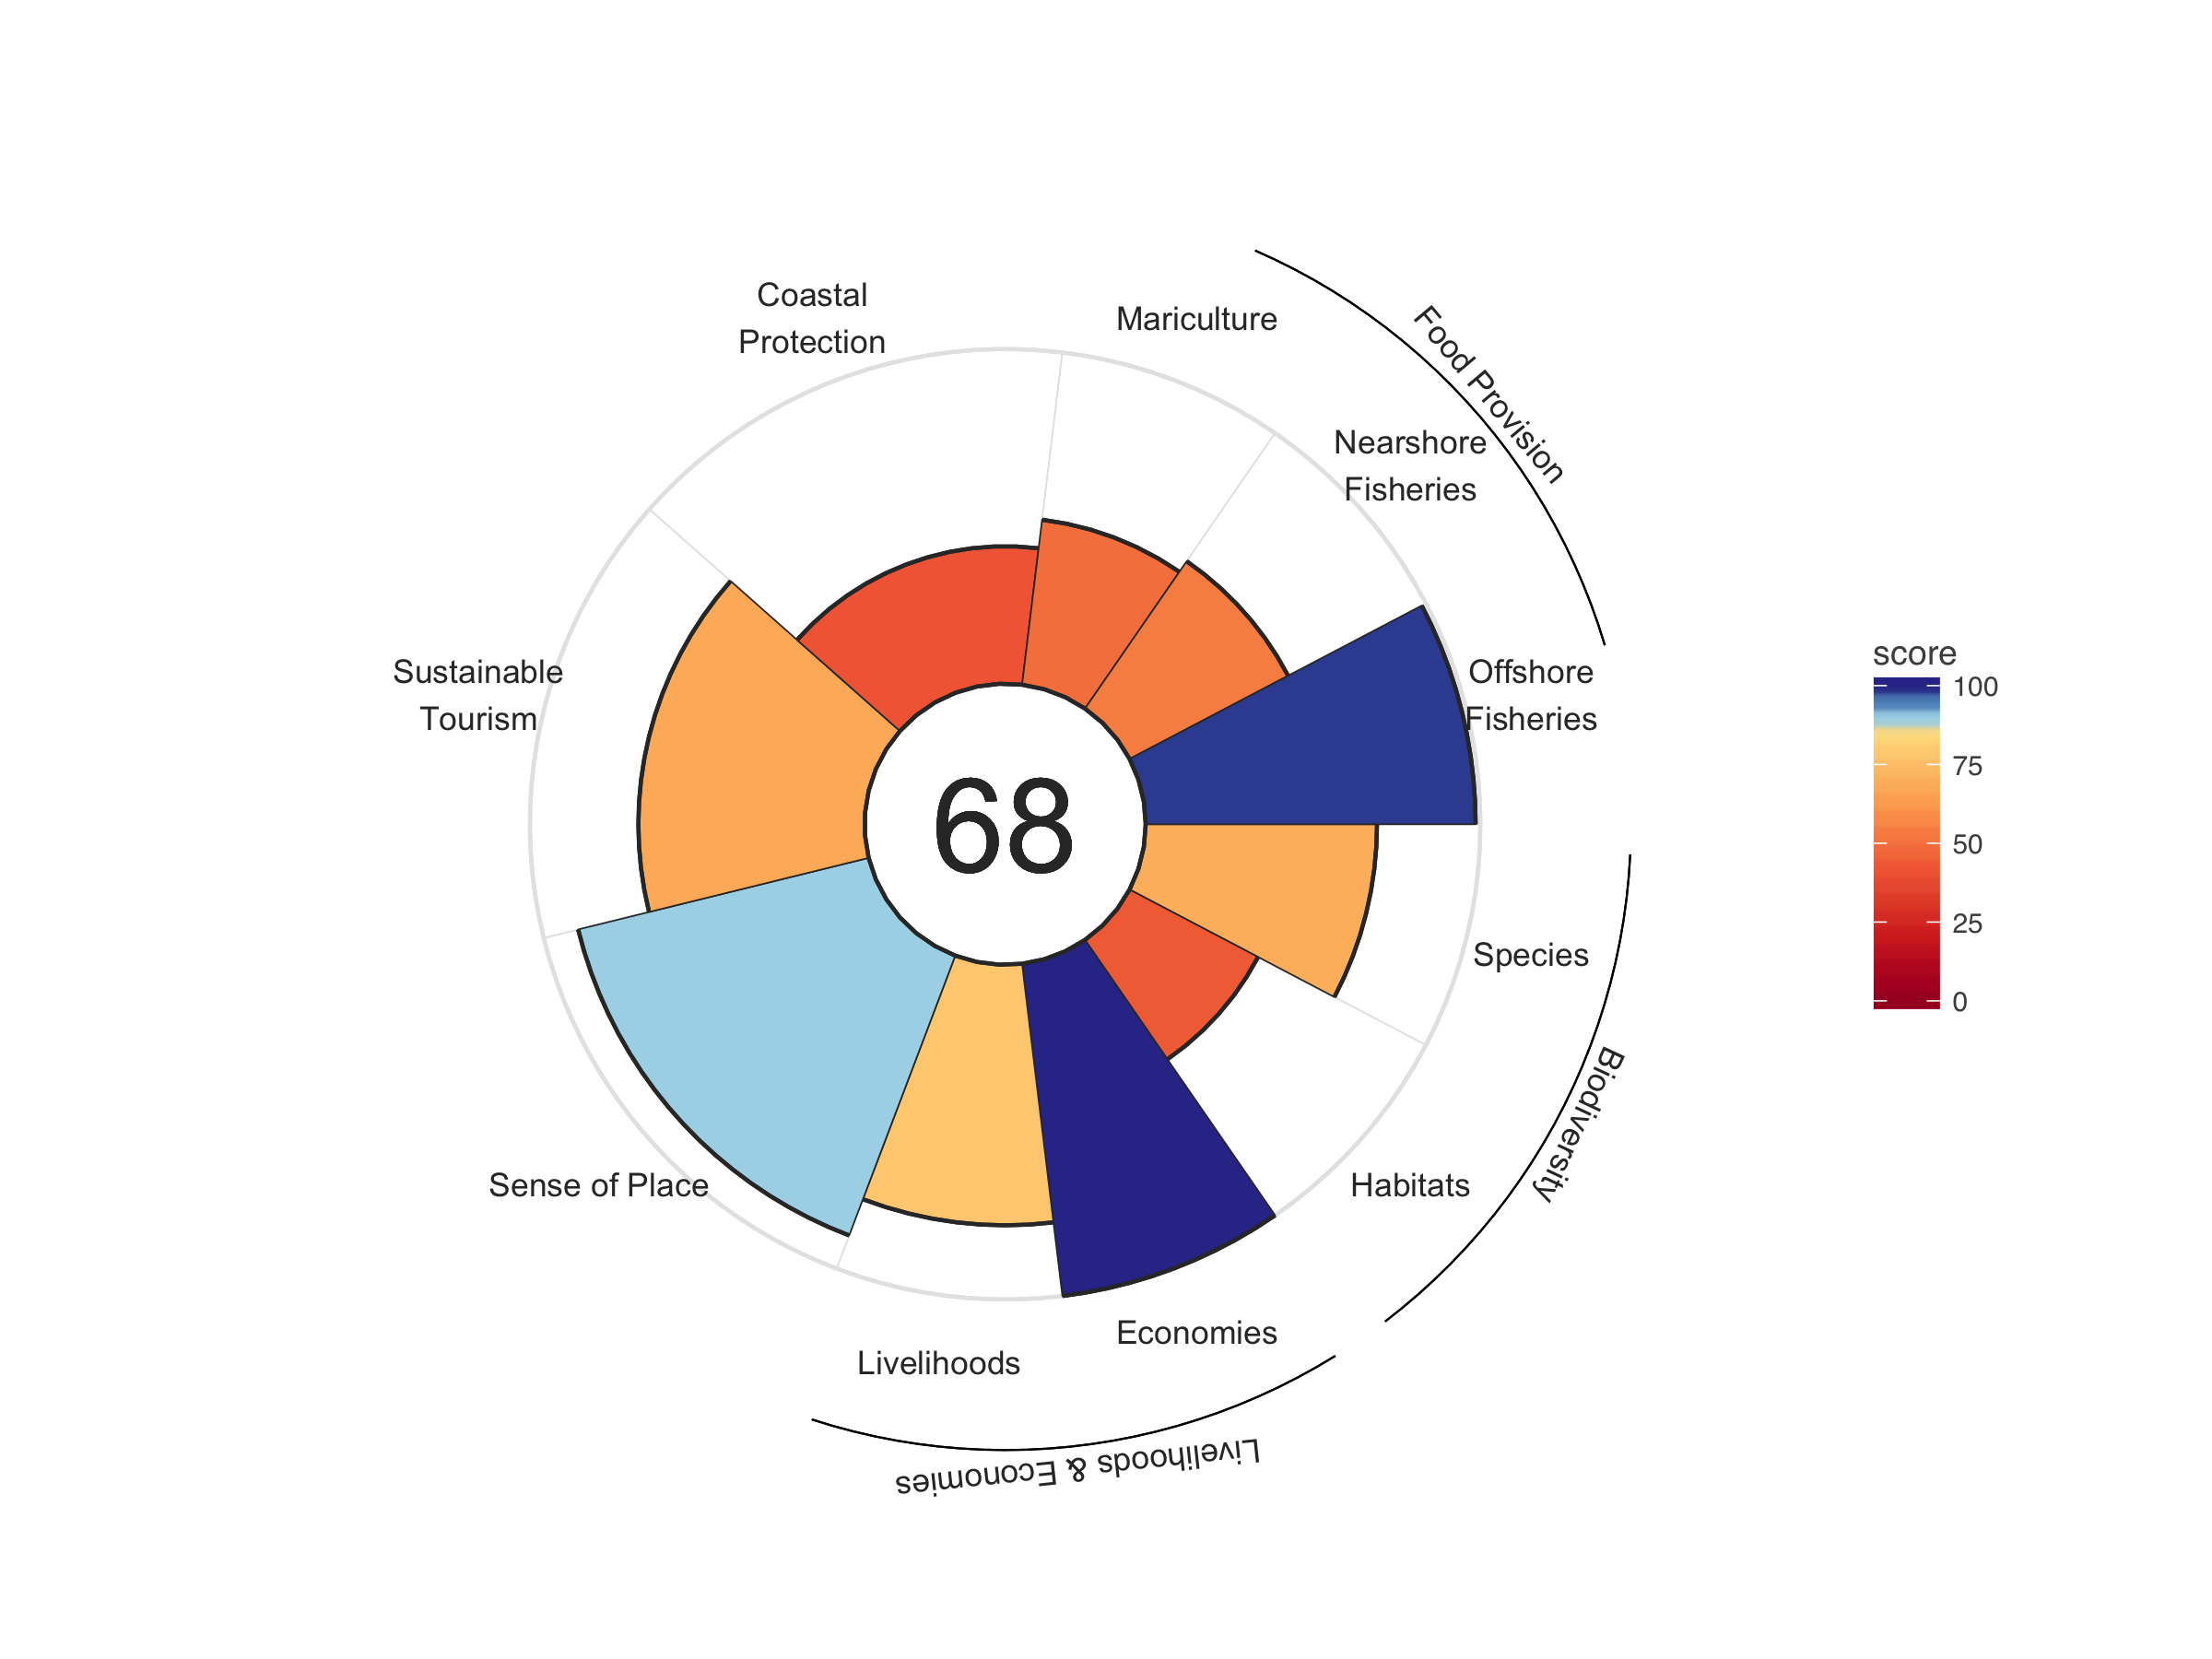 Coastal
Protection
Mariculture
Food Provision
Nearshore
Fisheries
Sustainable
Tourism
Offshore
Fisheries
score
100
75
50
25
0
68
Species
Biodiversity
Sense of Place
Habitats
Economies
Livelihoods
Livelihoods & Economies